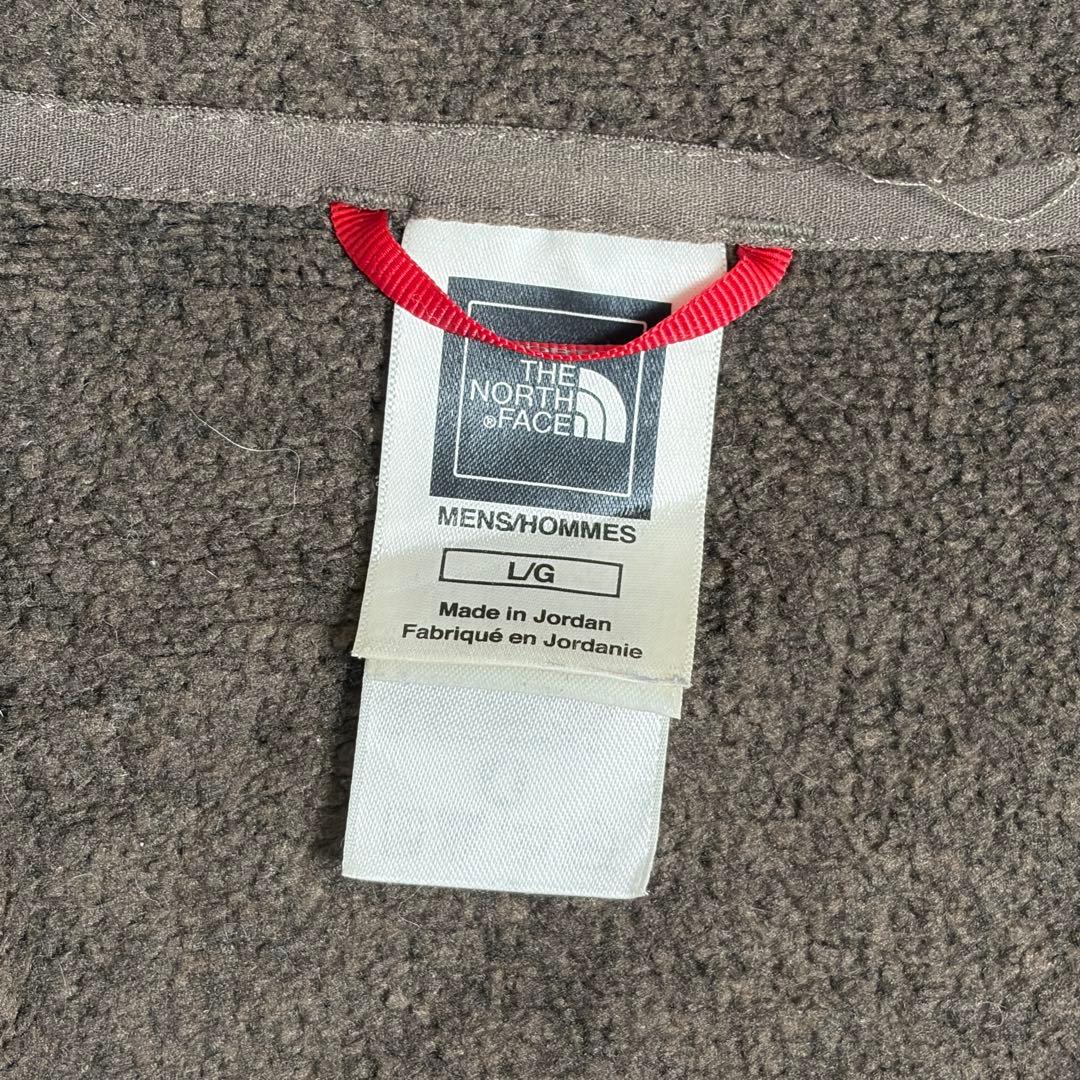 THE
NORTH
®FACE
MENS/HOMMES
L/G
Made in Jordan
Fabriqué en Jordanie